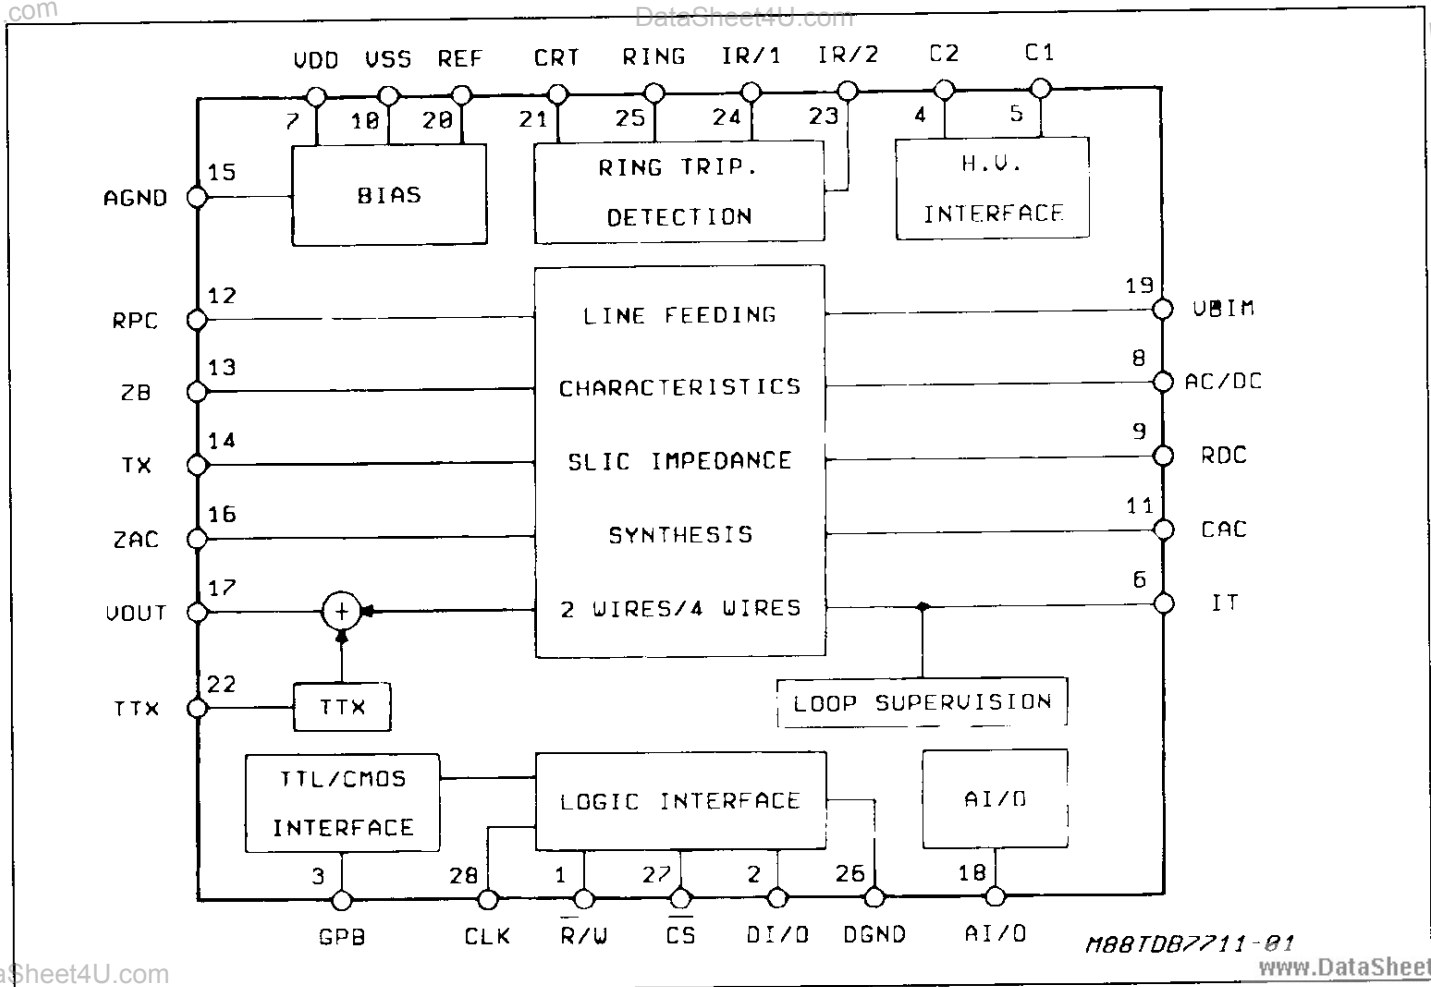 .com
DataSheet4U.com
VDD VSS REF CRT RING IR/1 IR/2 C2 C1
7 10 20 21 25 24 23 4 5
15
AGND
BIAS
RING TRIP.
DETECTION
H.V.
INTERFACE
12
RPC
LINE FEEDING
19
VBIM
13
ZB
CHARACTERISTICS
8
AC/DC
14
TX
SLIC IMPEDANCE
9
RDC
16
ZAC
SYNTHESIS
11
CAC
17
VOUT
+
2 WIRES/4 WIRES
6
IT
22
TTX
TTX
LOOP SUPERVISION
TTL/CMOS
INTERFACE
LOGIC INTERFACE
AI/O
3 28 1 27 2 26 18
GPB CLK R̅/W C̅S̅ DI/O DGND AI/O
M88TDB7711-01
aSheet4U.com
www.DataSheet